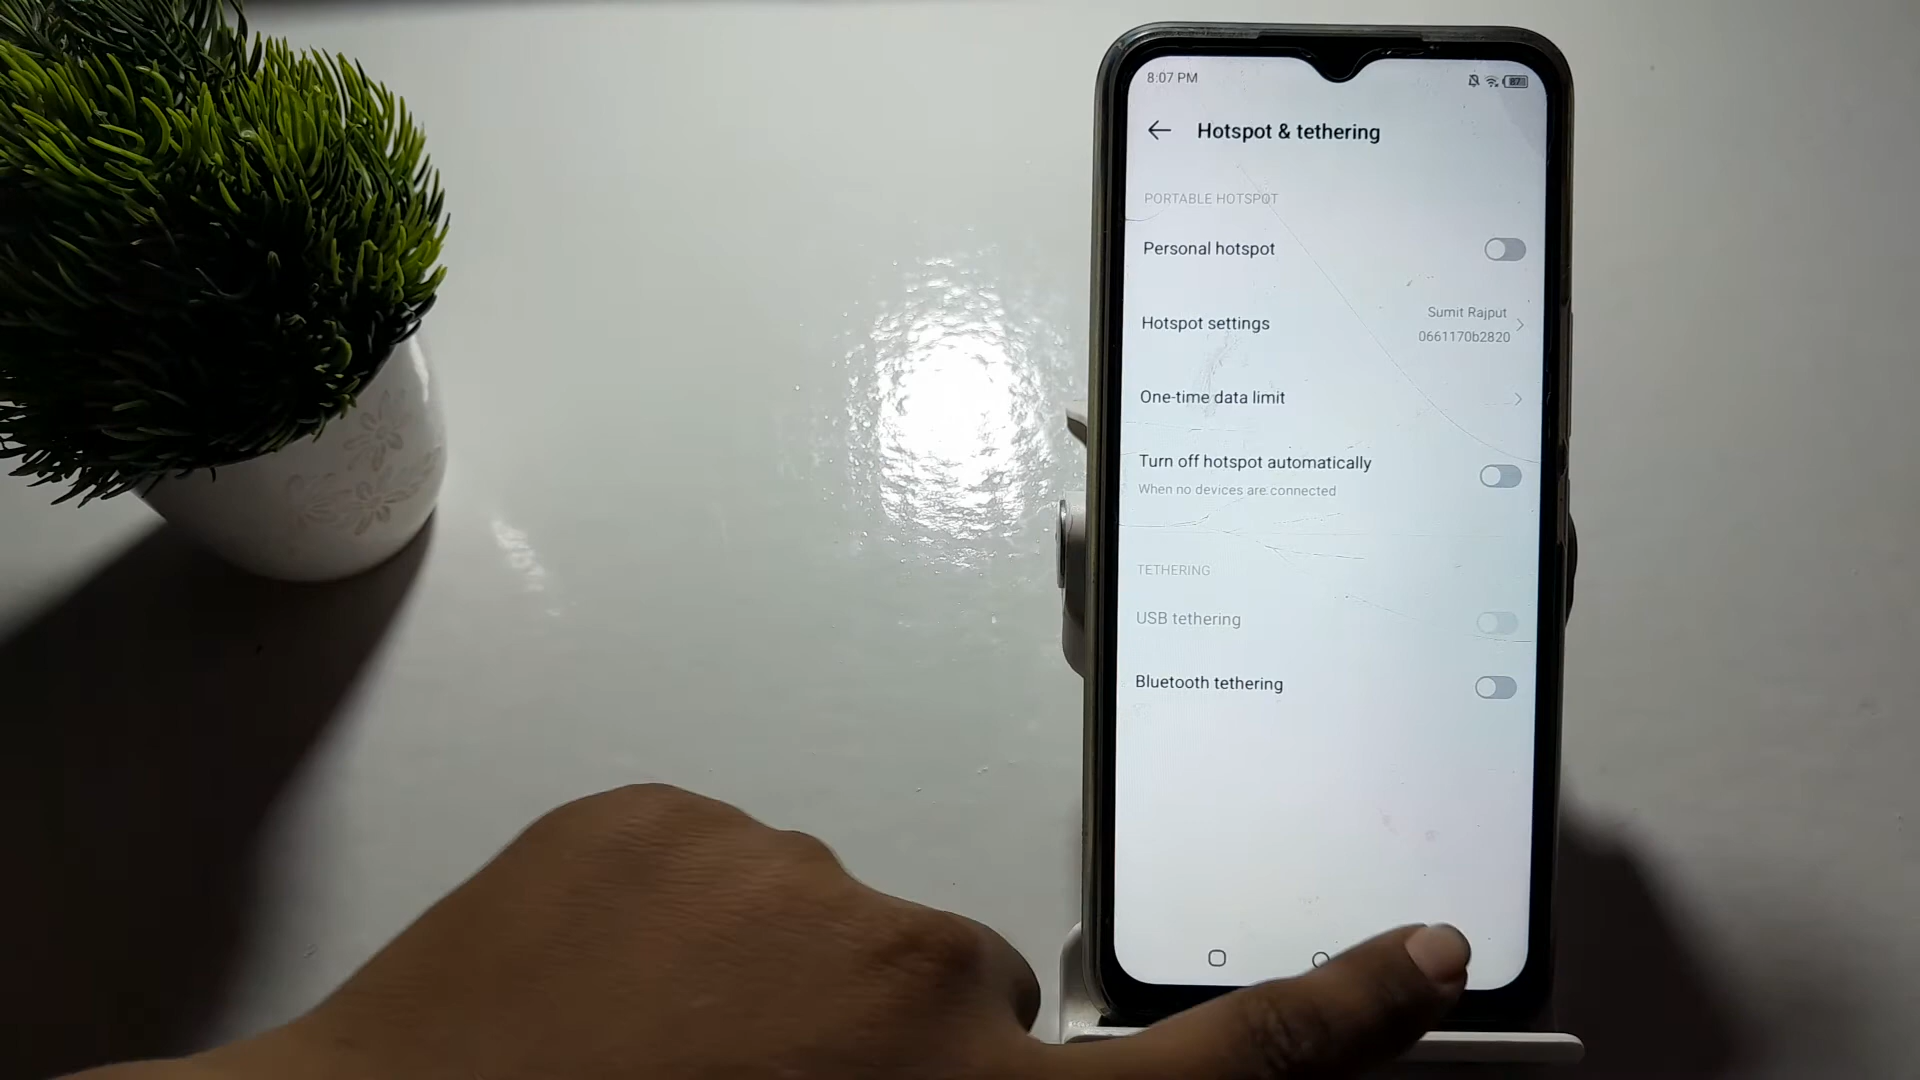 8:07 PM
87
Hotspot & tethering
PORTABLE HOTSPOT
Personal hotspot
Hotspot settings
Sumit Rajput
0661170b2820
One-time data limit
Turn off hotspot automatically
When no devices are connected
TETHERING
USB tethering
Bluetooth tethering